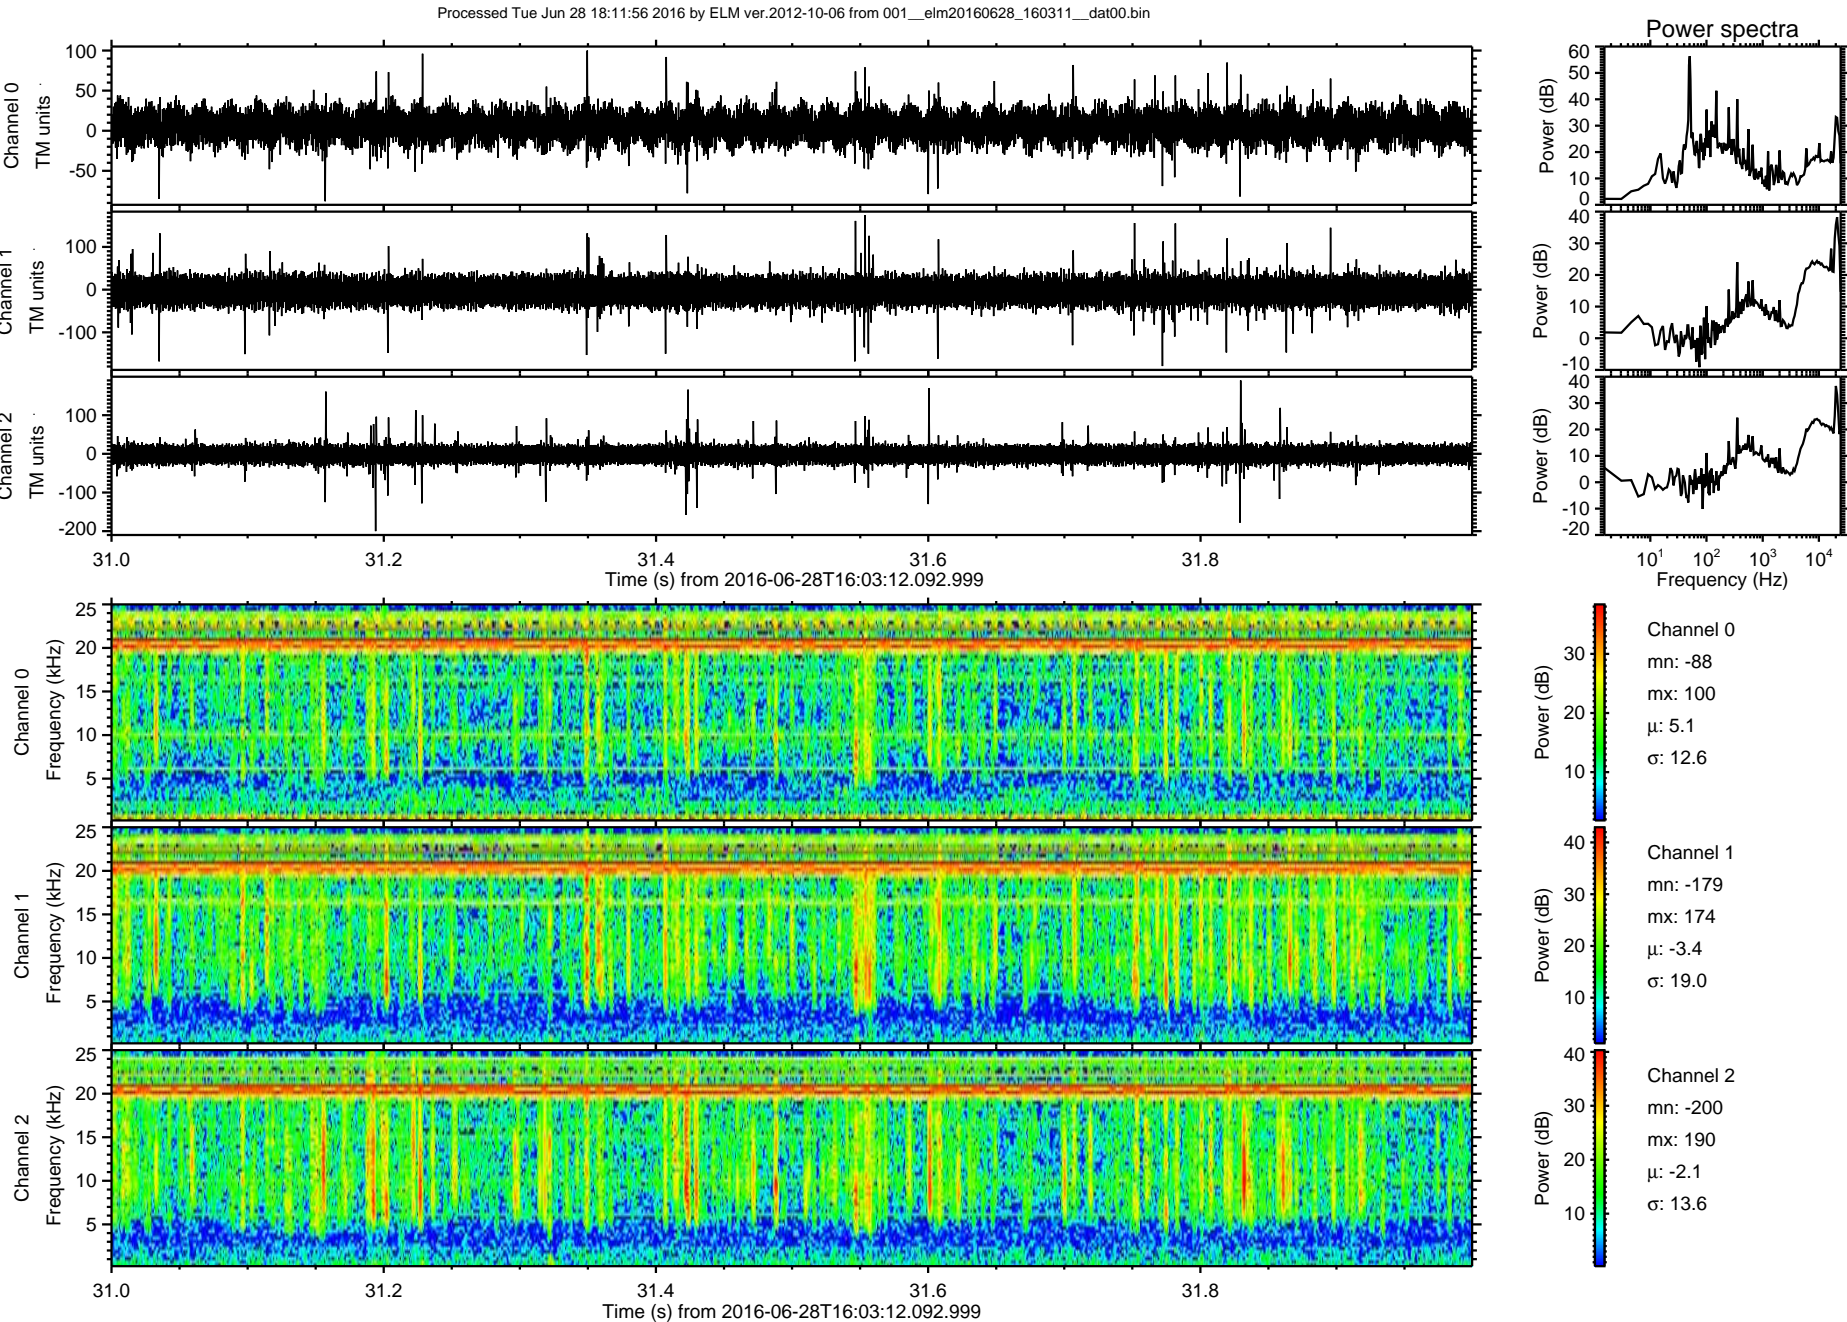 Processed Tue Jun 28 18:11:56 2016 by ELM ver.2012-10-06 from 001__elm20160628_160311__dat00.bin
Power spectra
Channel 0
TM units
100
50
0
-50
Power (dB)
60
50
40
30
20
10
0
Channel 1
TM units
100
0
-100
Power (dB)
40
30
20
10
0
-10
Channel 2
TM units
100
0
-100
-200
Power (dB)
40
30
20
10
0
-10
-20
31.0 31.2 31.4 31.6 31.8
Time (s) from 2016-06-28T16:03:12.092.999
10^1 10^2 10^3 10^4
Frequency (Hz)
Channel 0
Frequency (kHz)
25
20
15
10
5
Power (dB)
30
20
10
Channel 0
mn: -88
mx: 100
μ: 5.1
σ: 12.6
Channel 1
Frequency (kHz)
25
20
15
10
5
Power (dB)
40
30
20
10
Channel 1
mn: -179
mx: 174
μ: -3.4
σ: 19.0
Channel 2
Frequency (kHz)
25
20
15
10
5
Power (dB)
40
30
20
10
Channel 2
mn: -200
mx: 190
μ: -2.1
σ: 13.6
31.0 31.2 31.4 31.6 31.8
Time (s) from 2016-06-28T16:03:12.092.999